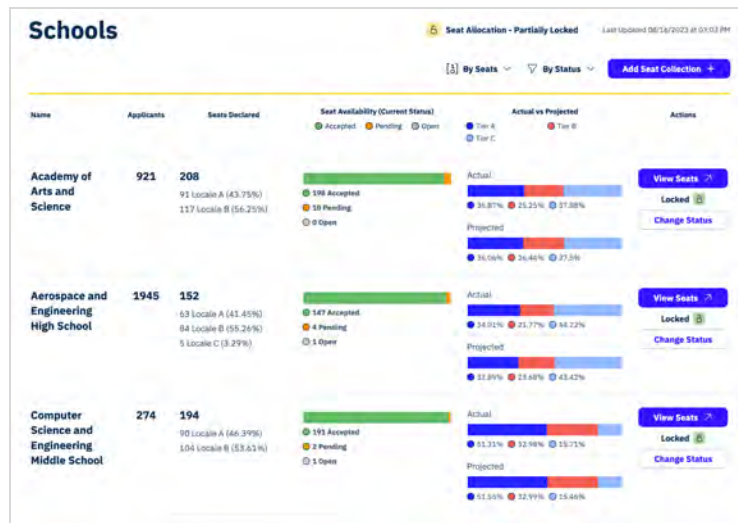 Schools
Seat Allocation - Partially Locked
Last Updated 08/16/2023 at 03:03 PM
By Seats
By Status
Add Seat Collection +
Name
Applicants
Seats Declared
Seat Availability (Current Status)
Accepted Pending Open
Actual vs Projected
Tier A Tier B
Tier C
Actions
Academy of
Arts and
Science
921
208
91 Locale A (43.75%)
117 Locale B (56.25%)
198 Accepted
10 Pending
0 Open
Actual
36.87% 25.25% 37.88%
Projected
36.06% 26.46% 37.5%
View Seats
Locked
Change Status
Aerospace and
Engineering
High School
1945
152
63 Locale A (41.45%)
84 Locale B (55.26%)
5 Locale C (3.29%)
147 Accepted
4 Pending
1 Open
Actual
34.01% 21.77% 44.22%
Projected
32.89% 23.68% 43.42%
View Seats
Locked
Change Status
Computer
Science and
Engineering
Middle School
274
194
90 Locale A (46.39%)
104 Locale B (53.61%)
191 Accepted
2 Pending
1 Open
Actual
51.31% 32.98% 15.71%
Projected
51.55% 32.99% 15.46%
View Seats
Locked
Change Status